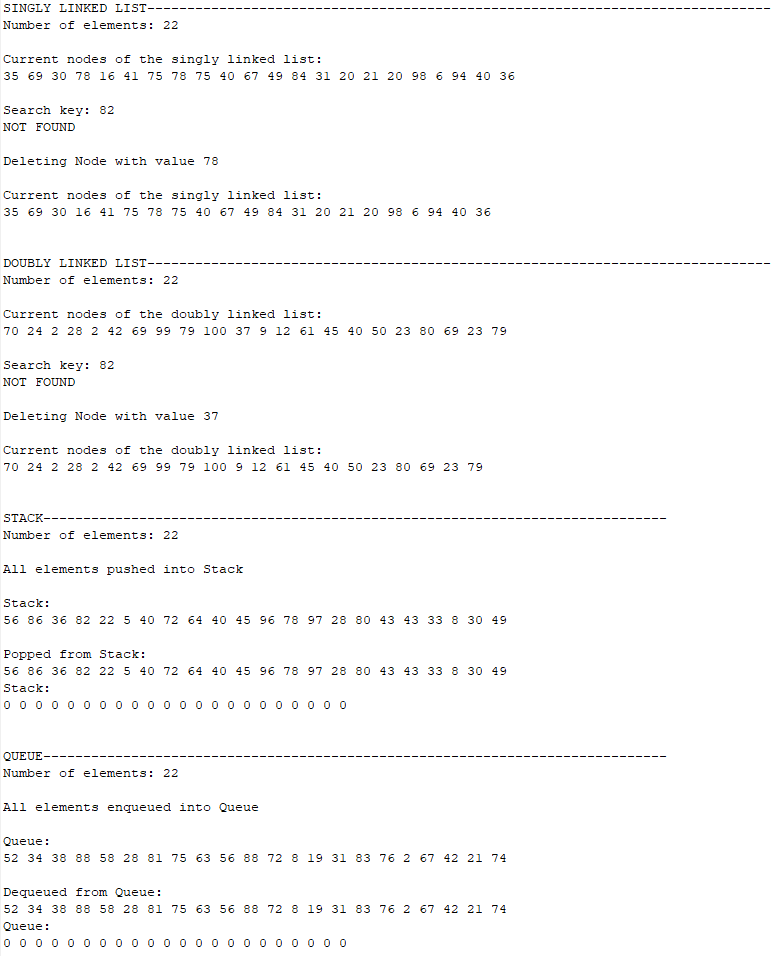 SINGLY LINKED LIST------------------------------------------------------------------------------
Number of elements: 22
Current nodes of the singly linked list:
35 69 30 78 16 41 75 78 75 40 67 49 84 31 20 21 20 98 6 94 40 36
Search key: 82
NOT FOUND
Deleting Node with value 78
Current nodes of the singly linked list:
35 69 30 16 41 75 78 75 40 67 49 84 31 20 21 20 98 6 94 40 36
DOUBLY LINKED LIST------------------------------------------------------------------------------
Number of elements: 22
Current nodes of the doubly linked list:
70 24 2 28 2 42 69 99 79 100 37 9 12 61 45 40 50 23 80 69 23 79
Search key: 82
NOT FOUND
Deleting Node with value 37
Current nodes of the doubly linked list:
70 24 2 28 2 42 69 99 79 100 9 12 61 45 40 50 23 80 69 23 79
STACK------------------------------------------------------------------------------
Number of elements: 22
All elements pushed into Stack
Stack:
56 86 36 82 22 5 40 72 64 40 45 96 78 97 28 80 43 43 33 8 30 49
Popped from Stack:
56 86 36 82 22 5 40 72 64 40 45 96 78 97 28 80 43 43 33 8 30 49
Stack:
0 0 0 0 0 0 0 0 0 0 0 0 0 0 0 0 0 0 0 0 0 0
QUEUE------------------------------------------------------------------------------
Number of elements: 22
All elements enqueued into Queue
Queue:
52 34 38 88 58 28 81 75 63 56 88 72 8 19 31 83 76 2 67 42 21 74
Dequeued from Queue:
52 34 38 88 58 28 81 75 63 56 88 72 8 19 31 83 76 2 67 42 21 74
Queue:
0 0 0 0 0 0 0 0 0 0 0 0 0 0 0 0 0 0 0 0 0 0